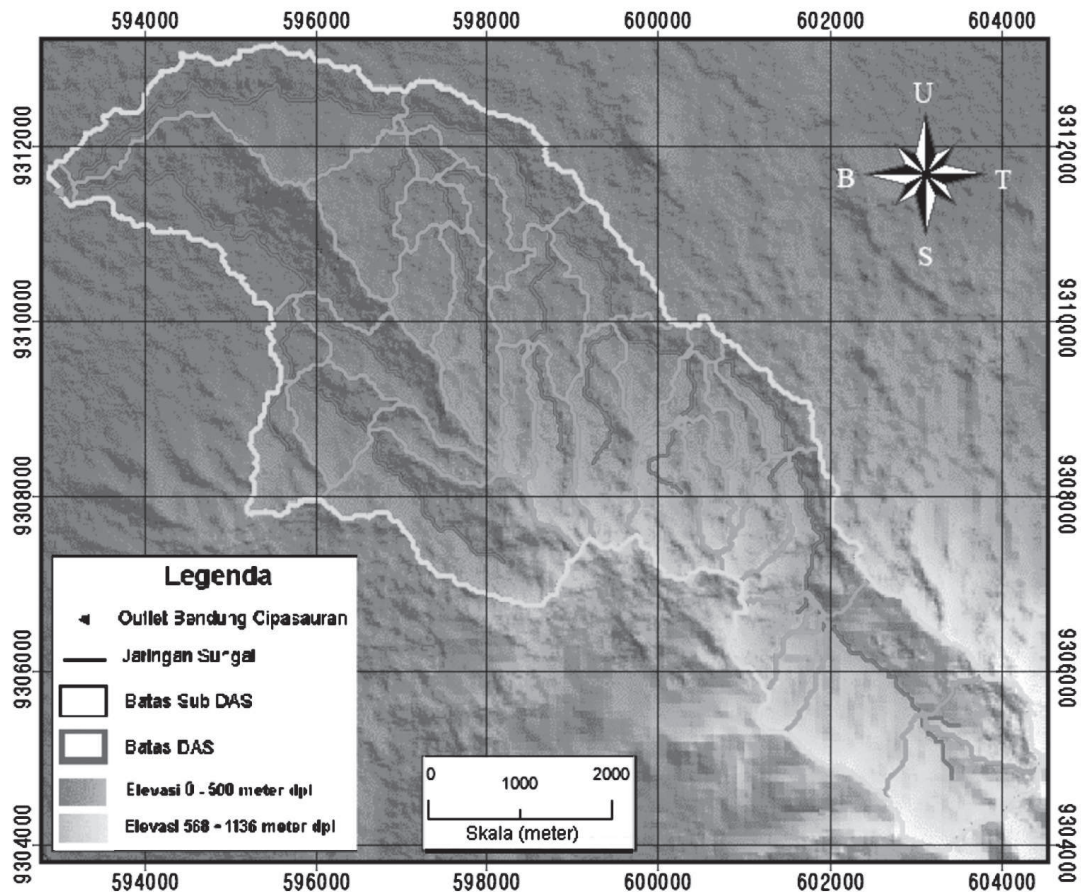 594000 596000 598000 600000 602000 604000
U
9312000 B T 9312000
S
9310000 9310000
9308000 9308000
Legenda
Outlet Bendung Cipasauran
Jaringan Sungai
Batas Sub DAS
Batas DAS
Elevasi 0 - 500 meter dpl
Elevasi 568 - 1136 meter dpl
9306000 9306000
0 1000 2000
Skala (meter)
9304000 9304000
594000 596000 598000 600000 602000 604000